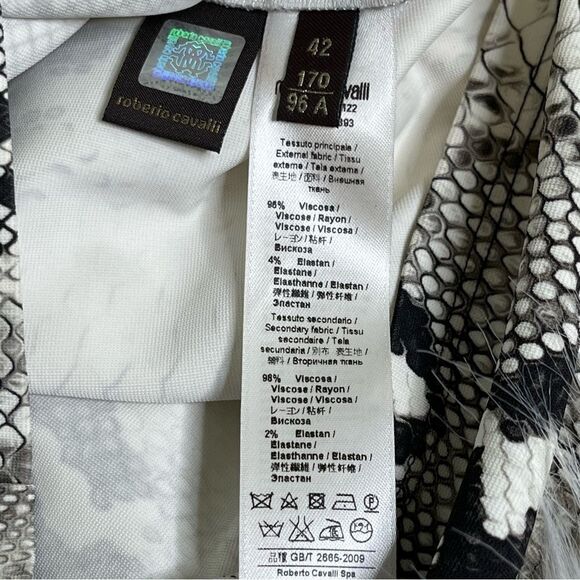 roberto cavalli
42
170
96 A
valli
122
393
Tessuto principale /
External fabric / Tissu
externe / Tela externa /
表生地 / 面料 / Внешная
ткань
96% Viscosa /
Viscose / Rayon /
Viscose / Viscosa /
レーヨン / 粘纤 /
Вискоза
4% Elastan /
Elastane /
Elasthanne / Elastan /
弾性繊維 / 弹性纤维 /
Эластан
Tessuto secondario /
Secondary fabric / Tissu
secondaire / Tela
secundaria / 別布 表生地 /
辅料 / Вторичная ткань
98% Viscosa /
Viscose / Rayon /
Viscose / Viscosa /
レーヨン / 粘纤 /
Вискоза
2% Elastan /
Elastane /
Elasthanne / Elastan /
弾性繊維 / 弹性纤维 /
Эластан
GB/T 2665-2009
Roberto Cavalli Spa